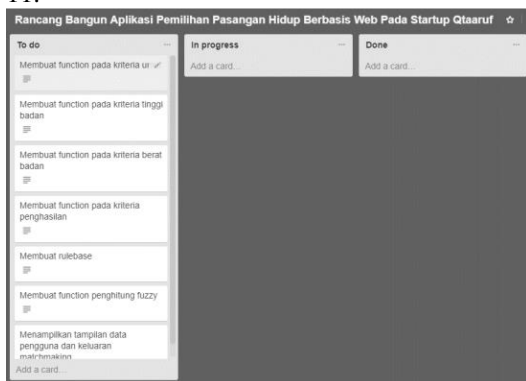 11.
Rancang Bangun Aplikasi Pemilihan Pasangan Hidup Berbasis Web Pada Startup Qtaaruf
To do
Membuat function pada kriteria
Membuat function pada kriteria tinggi
badan
Membuat function pada kriteria berat
badan
Membuat function pada kriteria
penghasilan
Membuat rulebase
Membuat function penghitung fuzzy
Menampilkan tampilan data
pengguna dan keluaran
matchmaking
Add a card...
In progress
Add a card...
Done
Add a card...